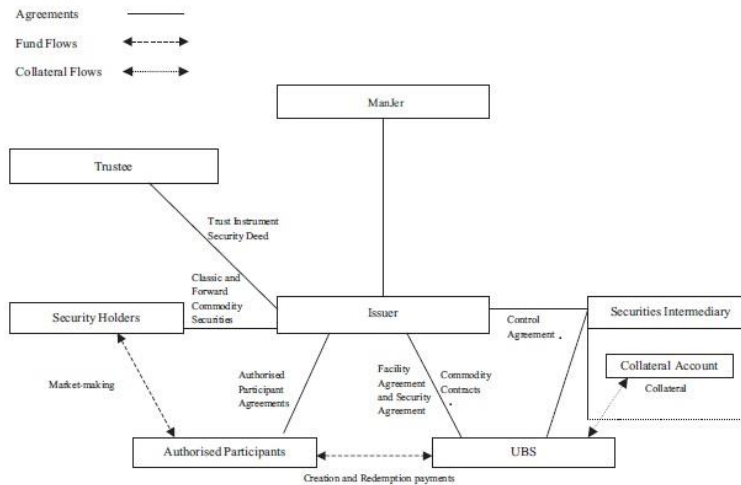 Agreements
Fund Flows
Collateral Flows
ManJer
Trustee
Trust Instrument
Security Deed
Classic and
Forward
Commodity
Securities
Security Holders
Issuer
Securities Intermediary
Control
Agreement
Collateral Account
Collateral
Market-making
Authorised
Participant
Agreements
Facility
Agreement
and Security
Agreement
Commodity
Contracts
Authorised Participants
UBS
Creation and Redemption payments